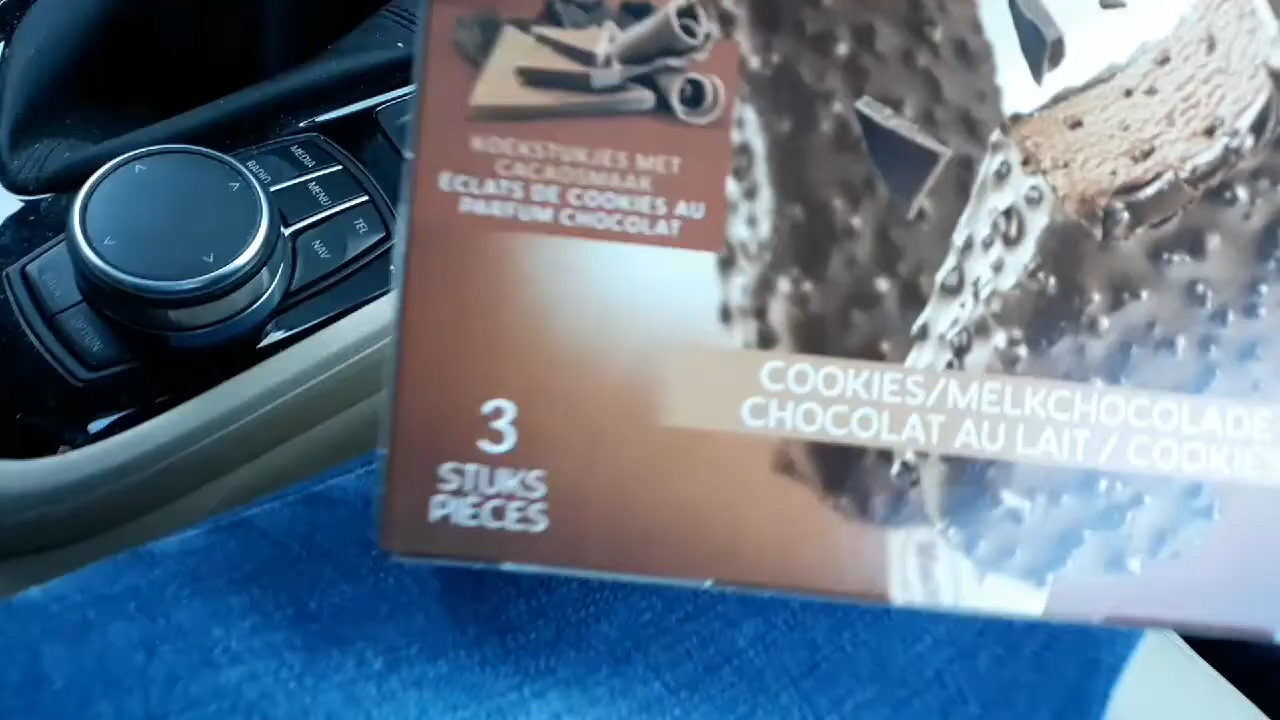 MEDIA
RADIO
MENU
TEL
NAV
OPTION
KOEKSTUKJES MET
CACAOSMAAK
ÉCLATS DE COOKIES AU
PARFUM CHOCOLAT
COOKIES/MELKCHOCOLADE
CHOCOLAT AU LAIT / COOKIES
3
STUKS
PIECES